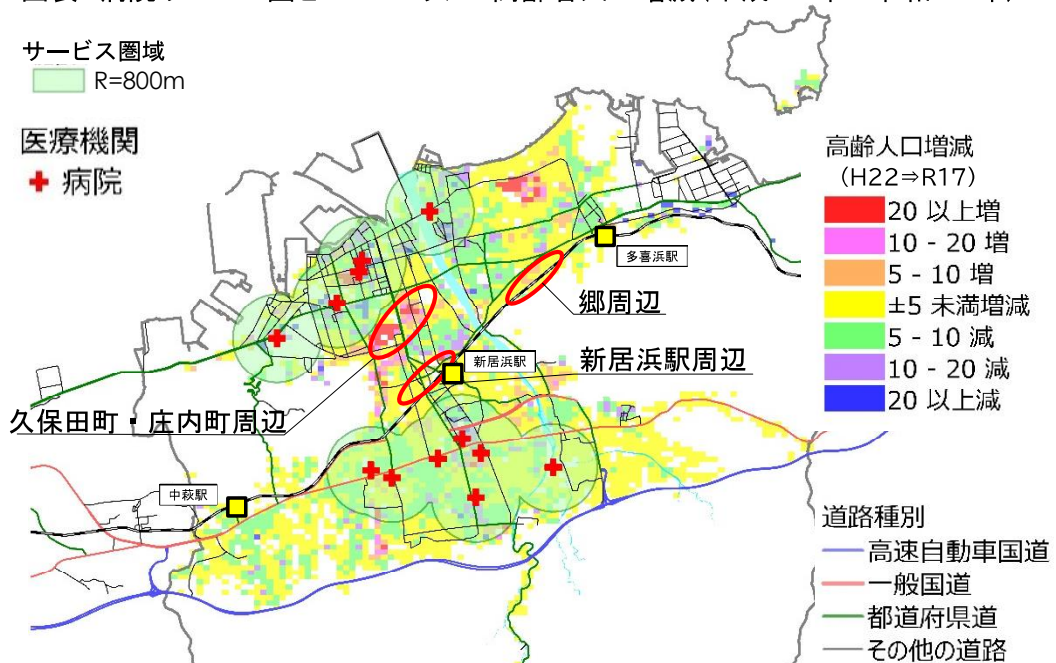 サービス圏域
R=800m
医療機関
病院
高齢人口増減
(H22⇒R17)
20 以上増
10 - 20 増
5 - 10 増
±5 未満増減
5 - 10 減
10 - 20 減
20 以上減
多喜浜駅
郷周辺
新居浜駅
新居浜駅周辺
久保田町・庄内町周辺
中萩駅
道路種別
高速自動車国道
一般国道
都道府県道
その他の道路